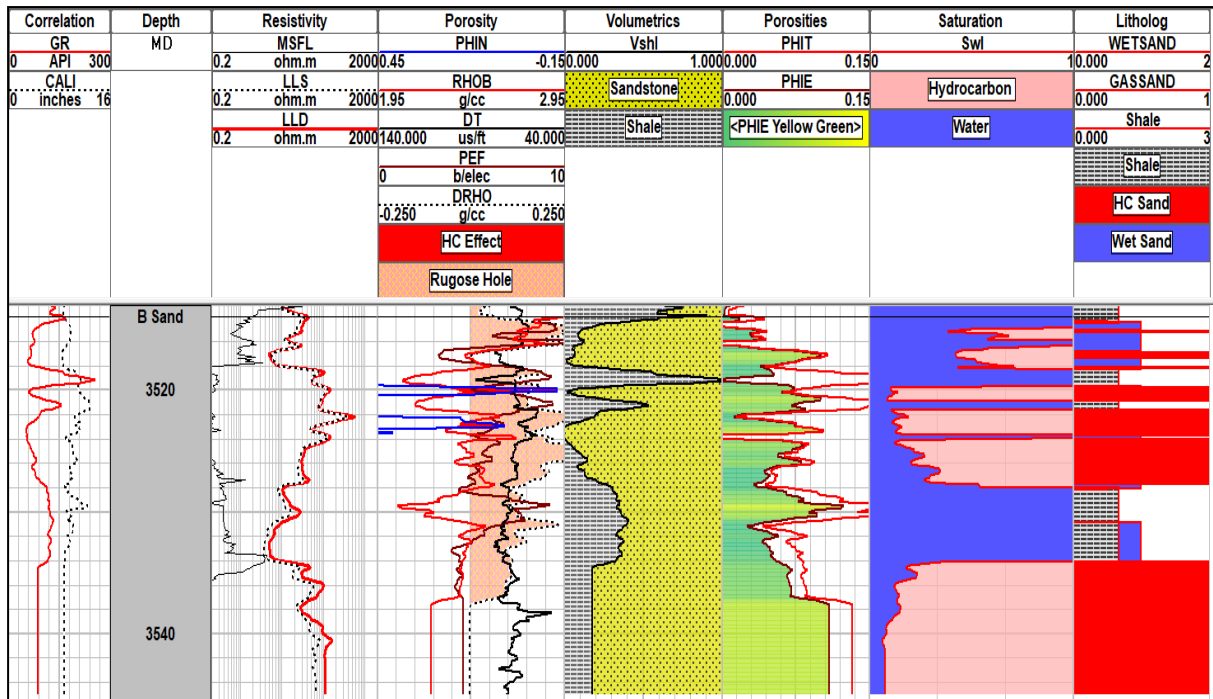 Correlation Depth Resistivity Porosity Volumetrics Porosities Saturation Litholog
GR MD MSFL PHIN Vshl PHIT Swl WETSAND
0 API 300 0.2 ohm.m 2000 0.45 -0.15 0.000 1.000 0.000 0.15 0 1 0.000 2
CALI LLS RHOB Sandstone PHIE Hydrocarbon GASSAND
0 inches 16 0.2 ohm.m 2000 1.95 g/cc 2.95 0.000 0.15 0.000 1
LLD DT Shale <PHIE Yellow Green> Water Shale
0.2 ohm.m 2000 140.000 us/ft 40.000 0.000 3
PEF Shale
0 b/elec 10
DRHO HC Sand
-0.250 g/cc 0.250
HC Effect Wet Sand
Rugose Hole
B Sand
3520
3540